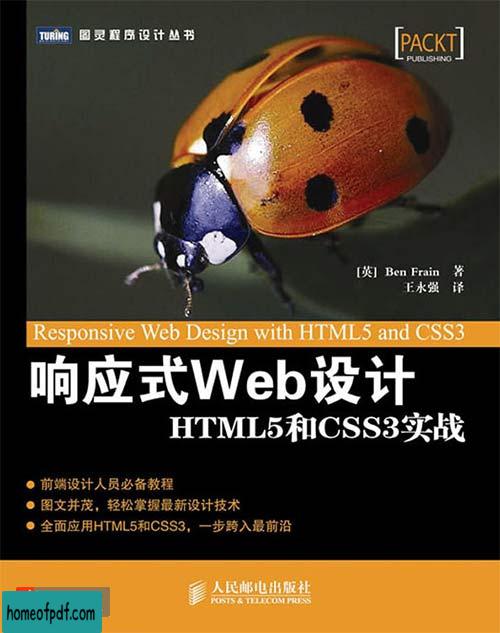 TURING 图灵程序设计丛书
[PACKT]
PUBLISHING
[英] Ben Frain 著
王永强 译
Responsive Web Design with HTML5 and CSS3
响应式Web设计
HTML5和CSS3实战
前端设计人员必备教程
图文并茂，轻松掌握最新设计技术
全面应用HTML5和CSS3，一步跨入最前沿
人民邮电出版社
POSTS & TELECOM PRESS
homeofpdf.com